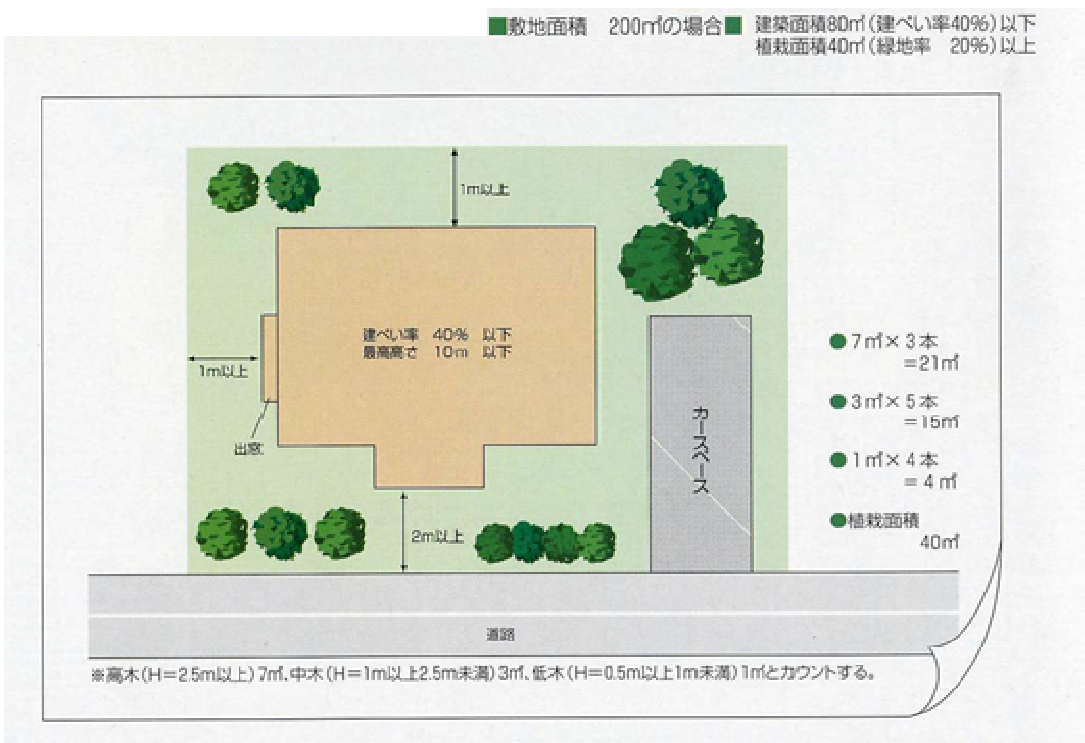 ■敷地面積 200㎡の場合■ 建築面積80㎡(建ぺい率40%)以下
植栽面積40㎡(緑地率 20%)以上
1m以上
建ぺい率 40% 以下
最高高さ 10m 以下
1m以上
出窓
カースペース
2m以上
●7㎡×3本
=21㎡
●3㎡×5本
=15㎡
●1㎡×4本
=4㎡
●植栽面積
40㎡
道路
※高木(H=2.5m以上)7㎡、中木(H=1m以上2.5m未満)3㎡、低木(H=0.5m以上1m未満)1㎡とカウントする。